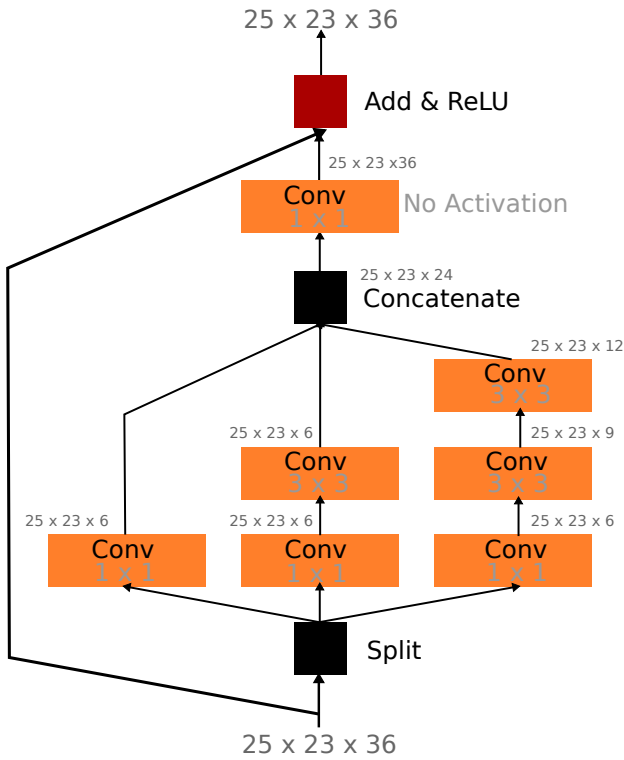 25 x 23 x 36
Add & ReLU
25 x 23 x36
Conv
1 x 1
No Activation
25 x 23 x 24
Concatenate
25 x 23 x 12
Conv
3 x 3
25 x 23 x 6
Conv
3 x 3
25 x 23 x 9
Conv
3 x 3
25 x 23 x 6
Conv
1 x 1
25 x 23 x 6
Conv
1 x 1
25 x 23 x 6
Conv
1 x 1
Split
25 x 23 x 36